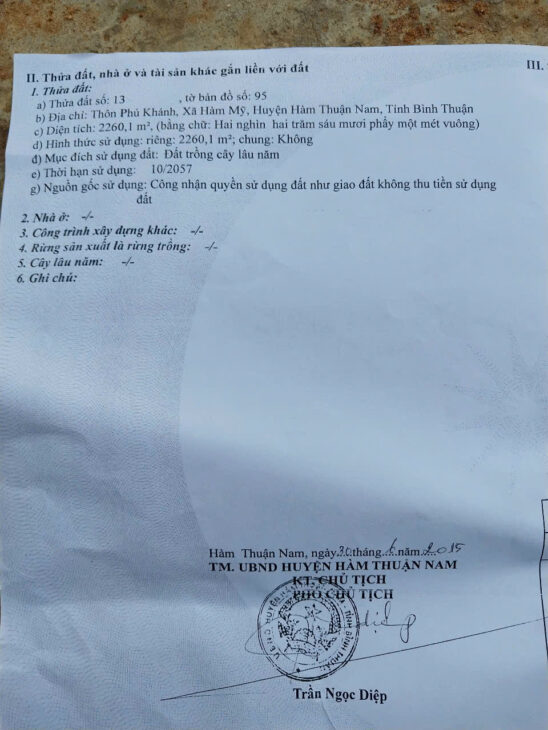 II. Thửa đất, nhà ở và tài sản khác gắn liền với đất
III.
1. Thửa đất:
a) Thửa đất số: 13 , tờ bản đồ số: 95
b) Địa chỉ: Thôn Phú Khánh, Xã Hàm Mỹ, Huyện Hàm Thuận Nam, Tỉnh Bình Thuận
c) Diện tích: 2260,1 m², (bằng chữ: Hai nghìn hai trăm sáu mươi phẩy một mét vuông)
d) Hình thức sử dụng: riêng: 2260,1 m²; chung: Không
đ) Mục đích sử dụng đất: Đất trồng cây lâu năm
e) Thời hạn sử dụng: 10/2057
g) Nguồn gốc sử dụng: Công nhận quyền sử dụng đất như giao đất không thu tiền sử dụng
đất
2. Nhà ở: -/-
3. Công trình xây dựng khác: -/-
4. Rừng sản xuất là rừng trồng: -/-
5. Cây lâu năm: -/-
6. Ghi chú:
Hàm Thuận Nam, ngày 30 tháng 6 năm 2015
TM. UBND HUYỆN HÀM THUẬN NAM
KT. CHỦ TỊCH
PHÓ CHỦ TỊCH
Trần Ngọc Diệp